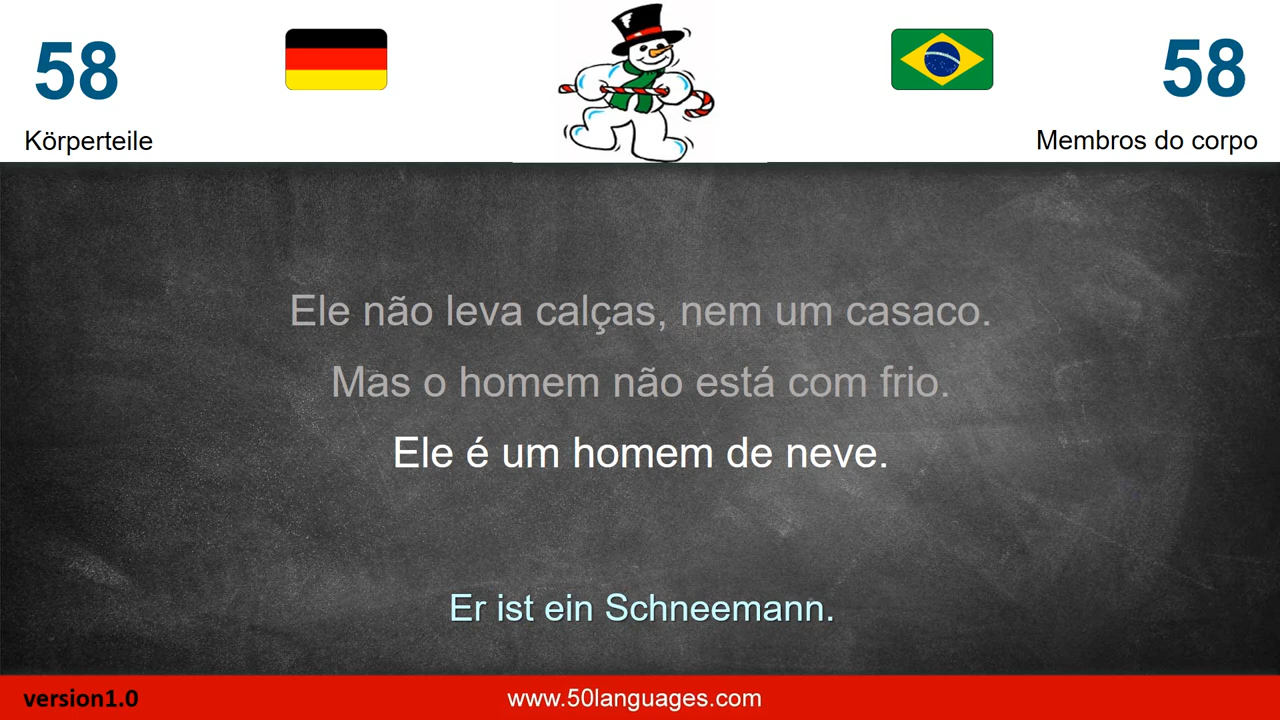 58
58
Körperteile
Membros do corpo
Ele não leva calças, nem um casaco.
Mas o homem não está com frio.
Ele é um homem de neve.
Er ist ein Schneemann.
version1.0
www.50languages.com